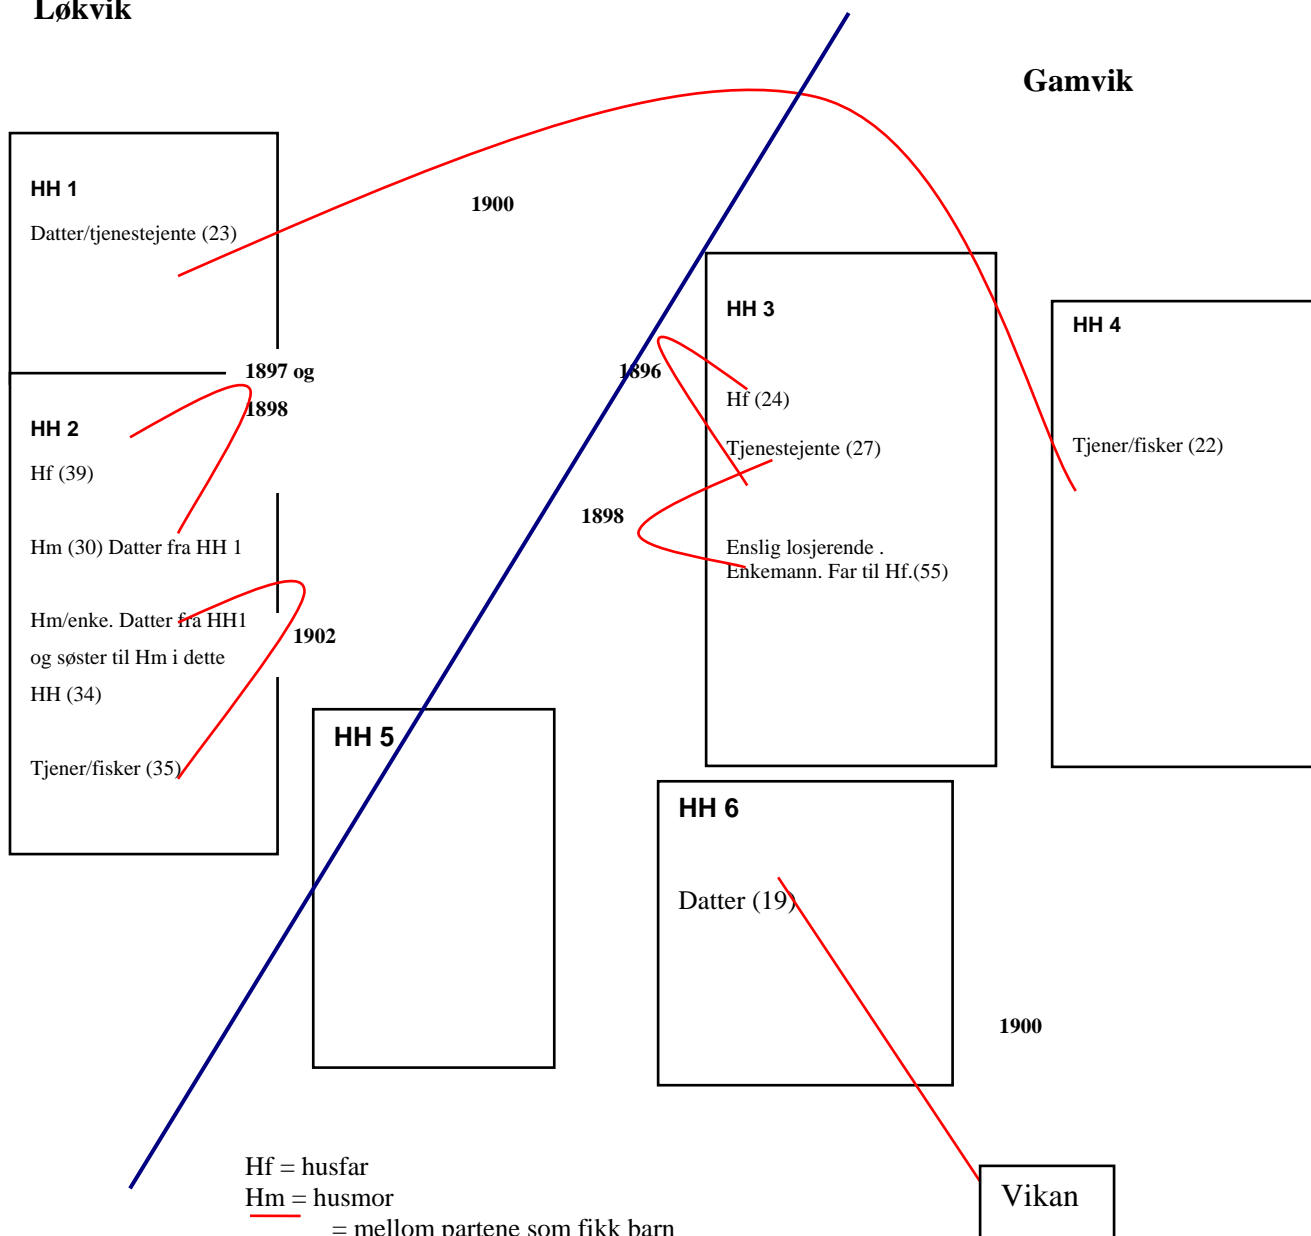 Løkvik
Gamvik
HH 1
Datter/tjenestejente (23)
1900
1897 og
1898
HH 2
Hf (39)
Hm (30) Datter fra HH 1
Hm/enke. Datter fra HH1
og søster til Hm i dette
HH (34)
1902
Tjener/fisker (35)
HH 3
1896
Hf (24)
Tjenestejente (27)
1898
Enslig losjerende .
Enkemann. Far til Hf.(55)
HH 4
Tjener/fisker (22)
HH 5
HH 6
Datter (19)
1900
Vikan
Hf = husfar
Hm = husmor
= mellom partene som fikk barn